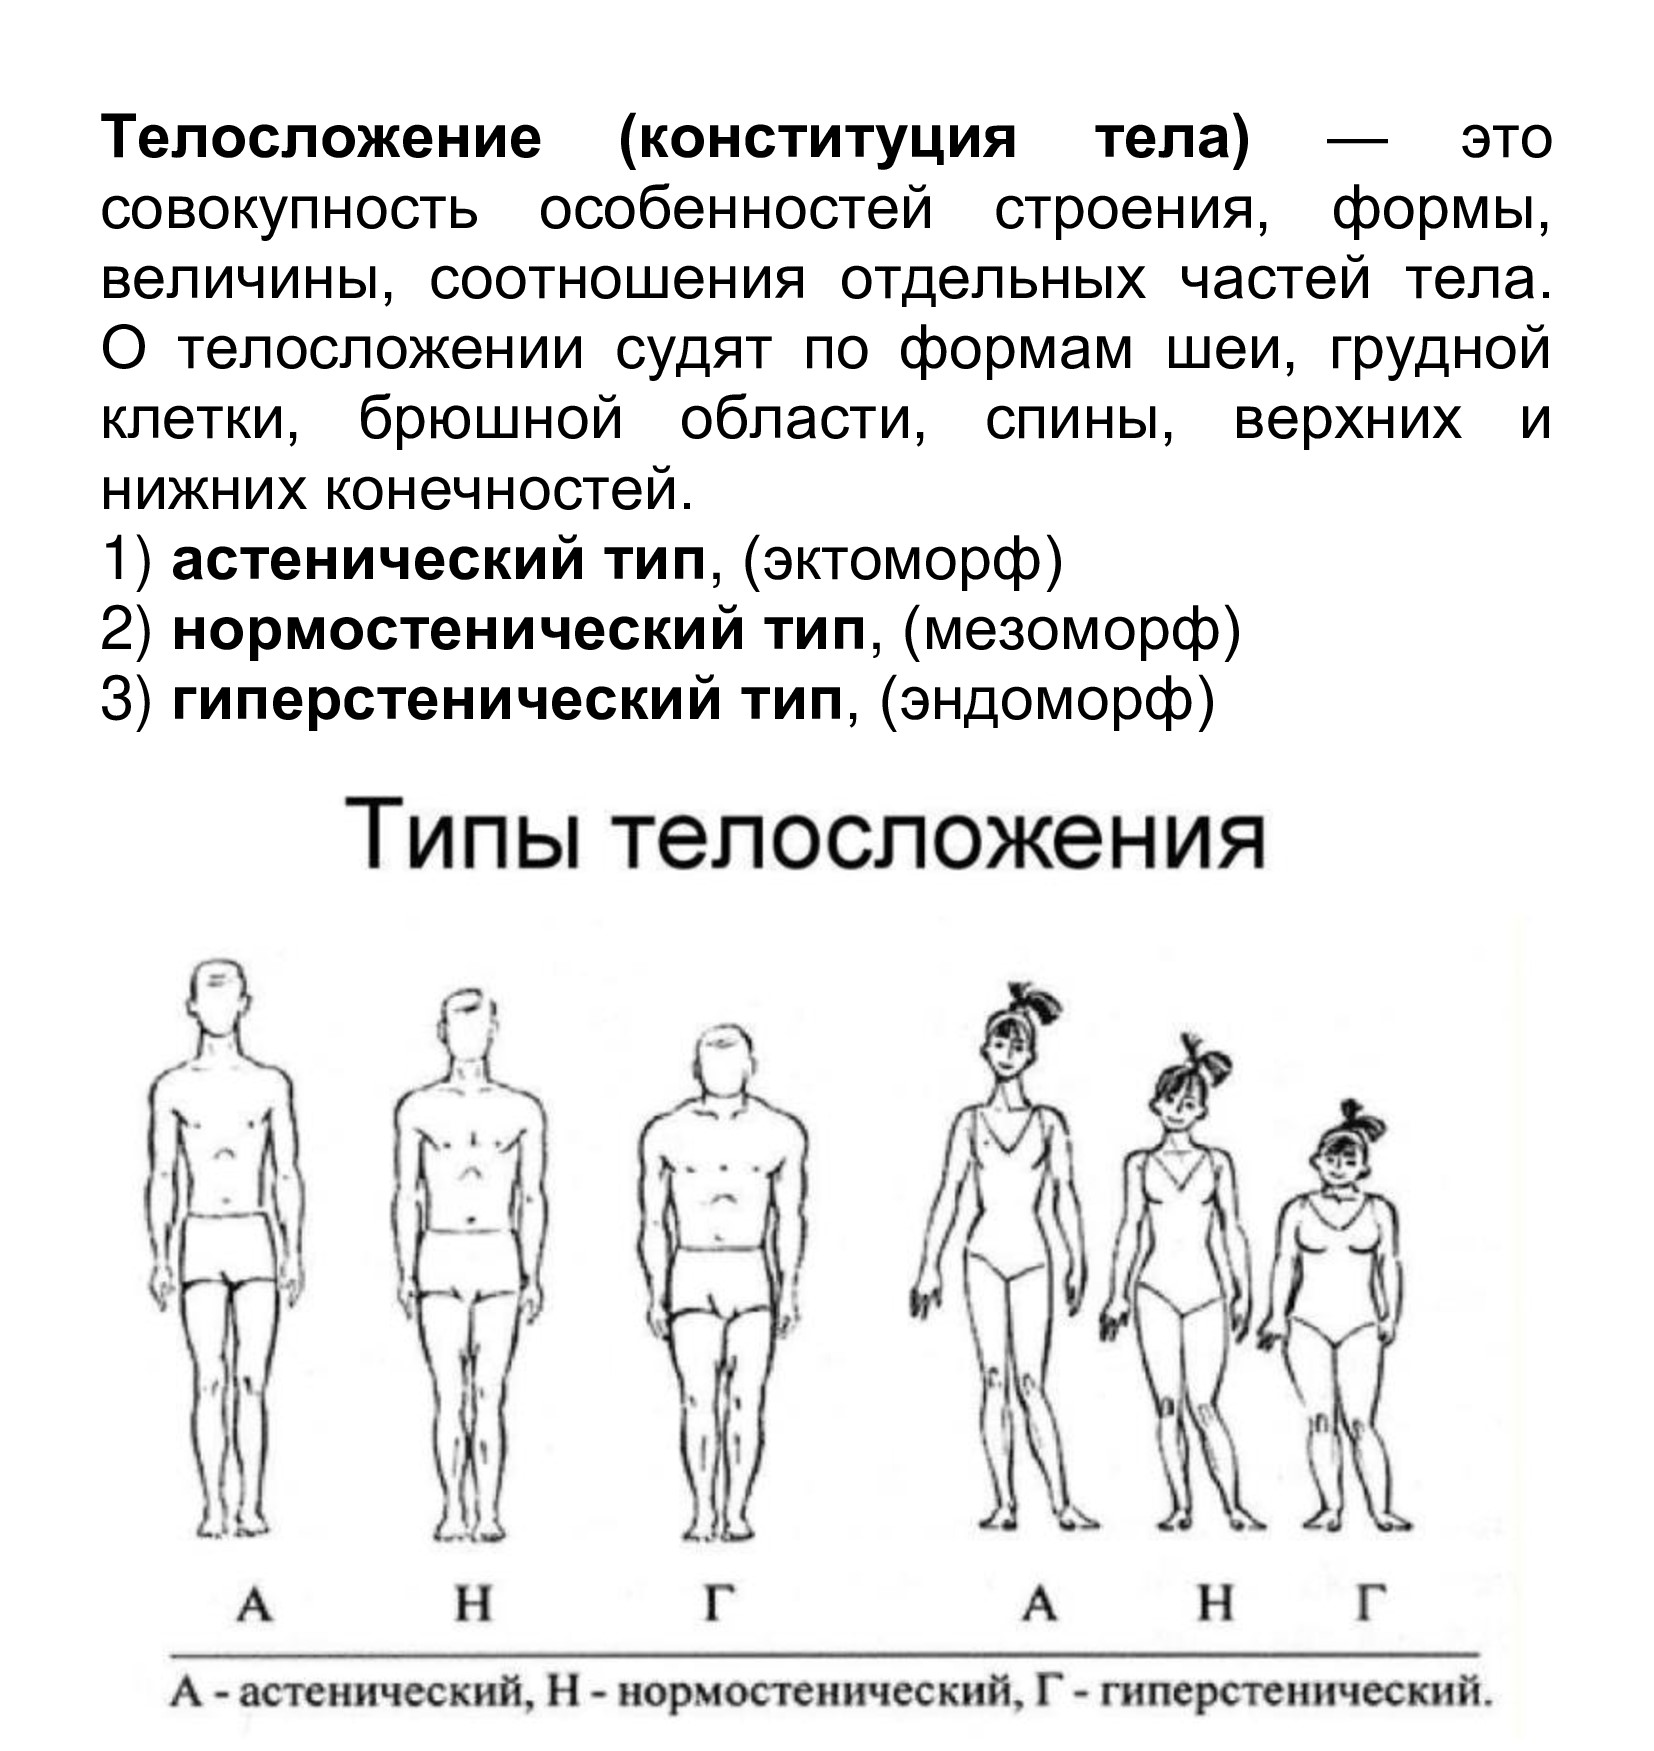 Телосложение (конституция тела) — это
совокупность особенностей строения, формы,
величины, соотношения отдельных частей тела.
О телосложении судят по формам шеи, грудной
клетки, брюшной области, спины, верхних и
нижних конечностей.
1) астенический тип, (эктоморф)
2) нормостенический тип, (мезоморф)
3) гиперстенический тип, (эндоморф)
Типы телосложения
А Н Г А Н Г
А - астенический, Н - нормостенический, Г - гиперстенический.